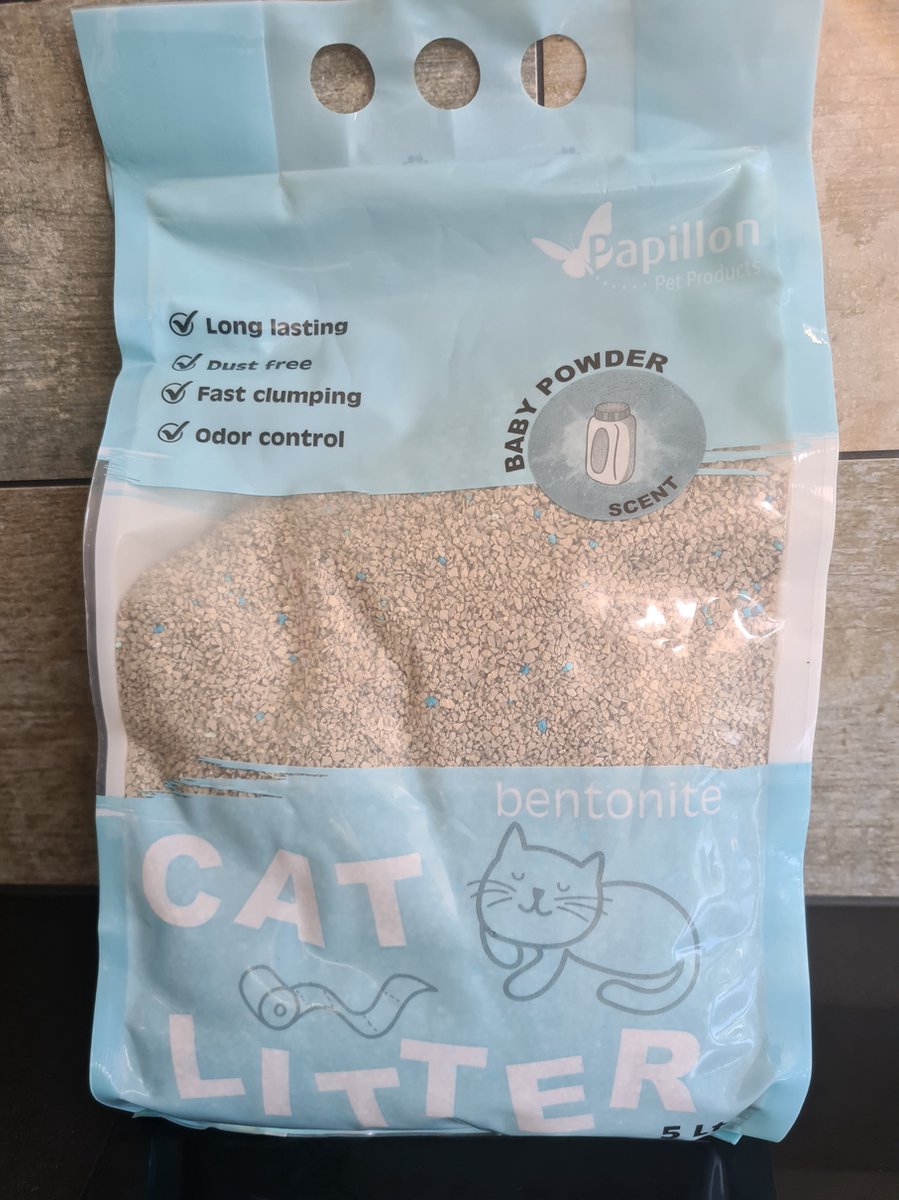 Papillon
Pet Products
Long lasting
Dust free
Fast clumping
Odor control
BABY POWDER
SCENT
bentonite
CAT
LITTER
5 Lt